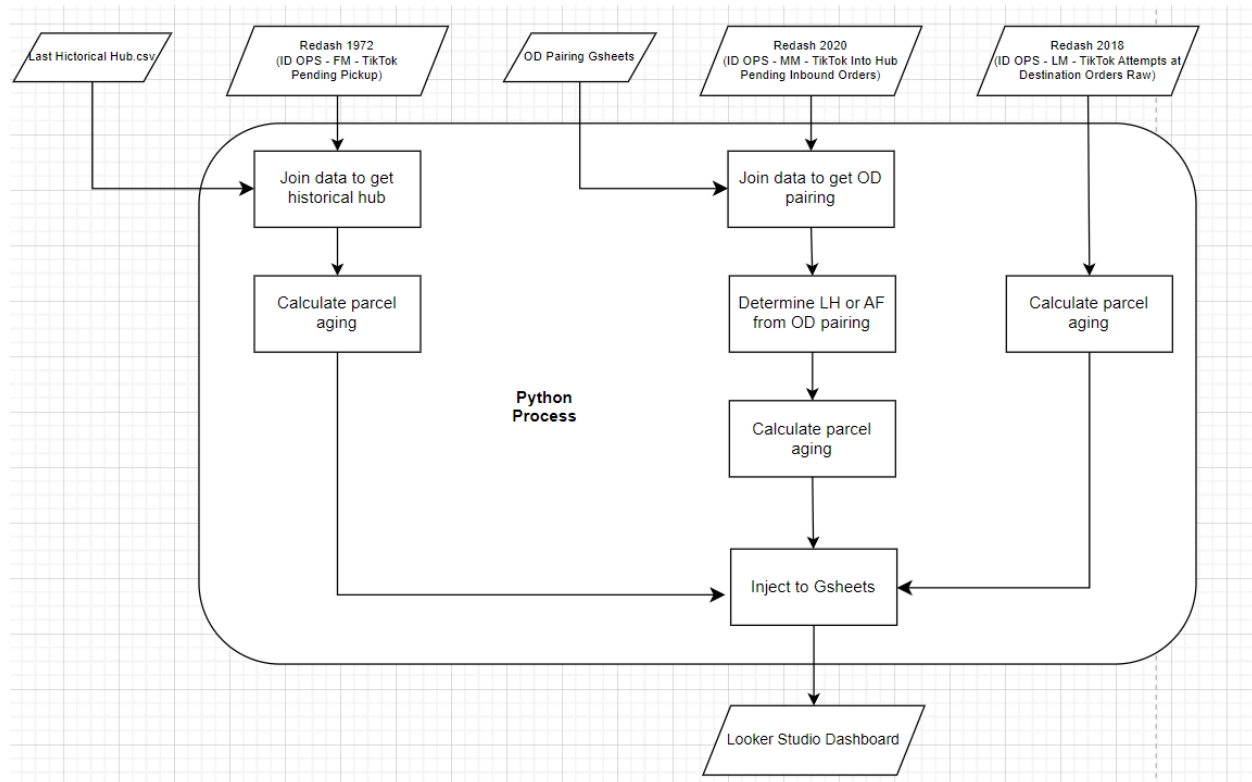 Last Hictorical Hub.csv
Redash 1972
(ID OPS - FM - TikTok
Pending Pickup)
OD Pairing Gsheets
Redash 2020
(ID OPS - MM - TikTok Into Hub
Pending Inbound Orders)
Redash 2018
(ID OPS - LM - TikTok Attempts at
Destination Orders Raw)
Join data to get
historical hub
Join data to get OD
pairing
Calculate parcel
aging
Determine LH or AF
from OD pairing
Calculate parcel
aging
Python
Process
Calculate parcel
aging
Inject to Gsheets
Looker Studio Dashboard